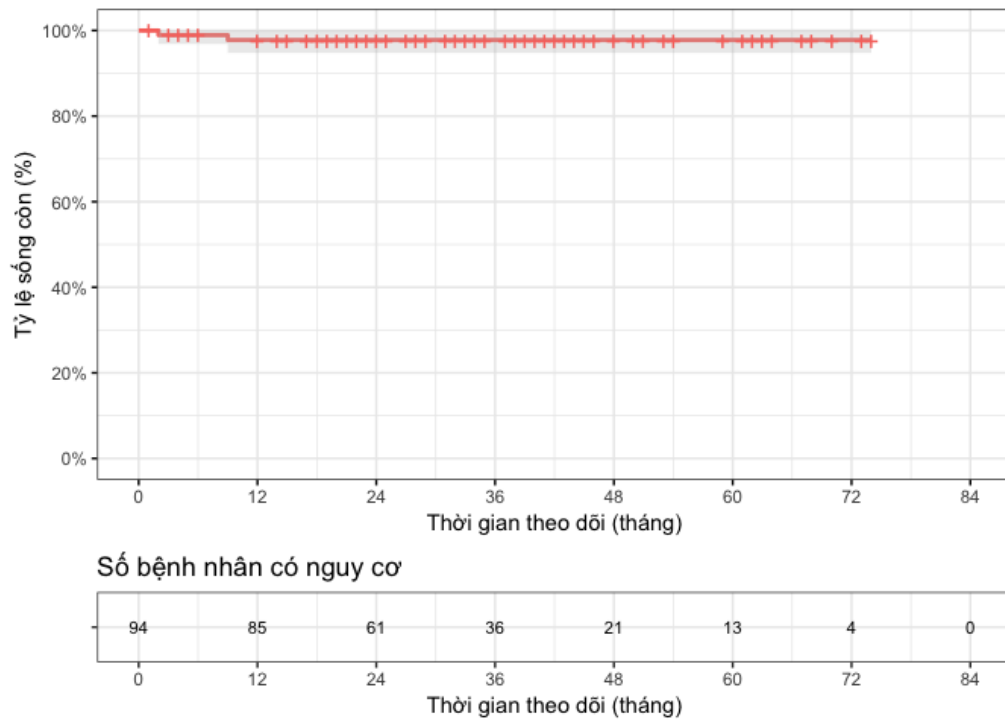 100%
80%
60%
40%
20%
0%
Tỷ lệ sống còn (%)
0 12 24 36 48 60 72 84
Thời gian theo dõi (tháng)
Số bệnh nhân có nguy cơ
94 85 61 36 21 13 4 0
0 12 24 36 48 60 72 84
Thời gian theo dõi (tháng)